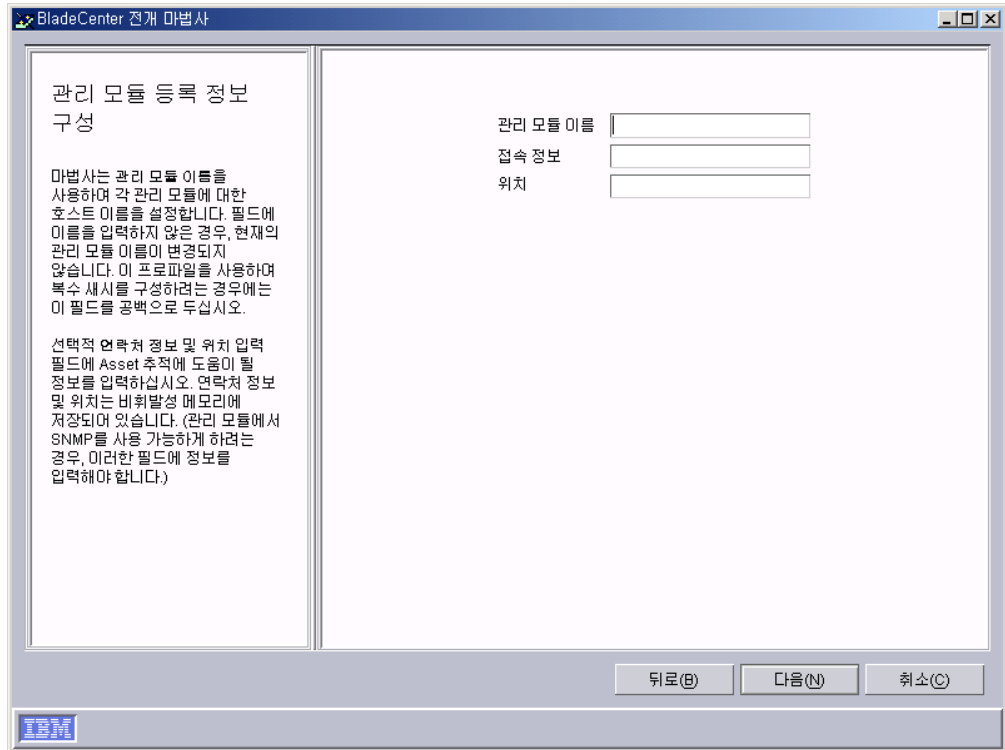 BladeCenter 전개 마법사
관리 모듈 등록 정보
구성
마법사는 관리 모듈 이름을
사용하여 각 관리 모듈에 대한
호스트 이름을 설정합니다. 필드에
이름을 입력하지 않은 경우, 현재의
관리 모듈 이름이 변경되지
않습니다. 이 프로파일을 사용하여
복수 섀시를 구성하려는 경우에는
이 필드를 공백으로 두십시오.
선택적 연락처 정보 및 위치 입력
필드에 Asset 추적에 도움이 될
정보를 입력하십시오. 연락처 정보
및 위치는 비휘발성 메모리에
저장되어 있습니다. (관리 모듈에서
SNMP를 사용 가능하게 하려는
경우, 이러한 필드에 정보를
입력해야 합니다.)
관리 모듈 이름
접속 정보
위치
뒤로(B)
다음(N)
취소(C)
IBM